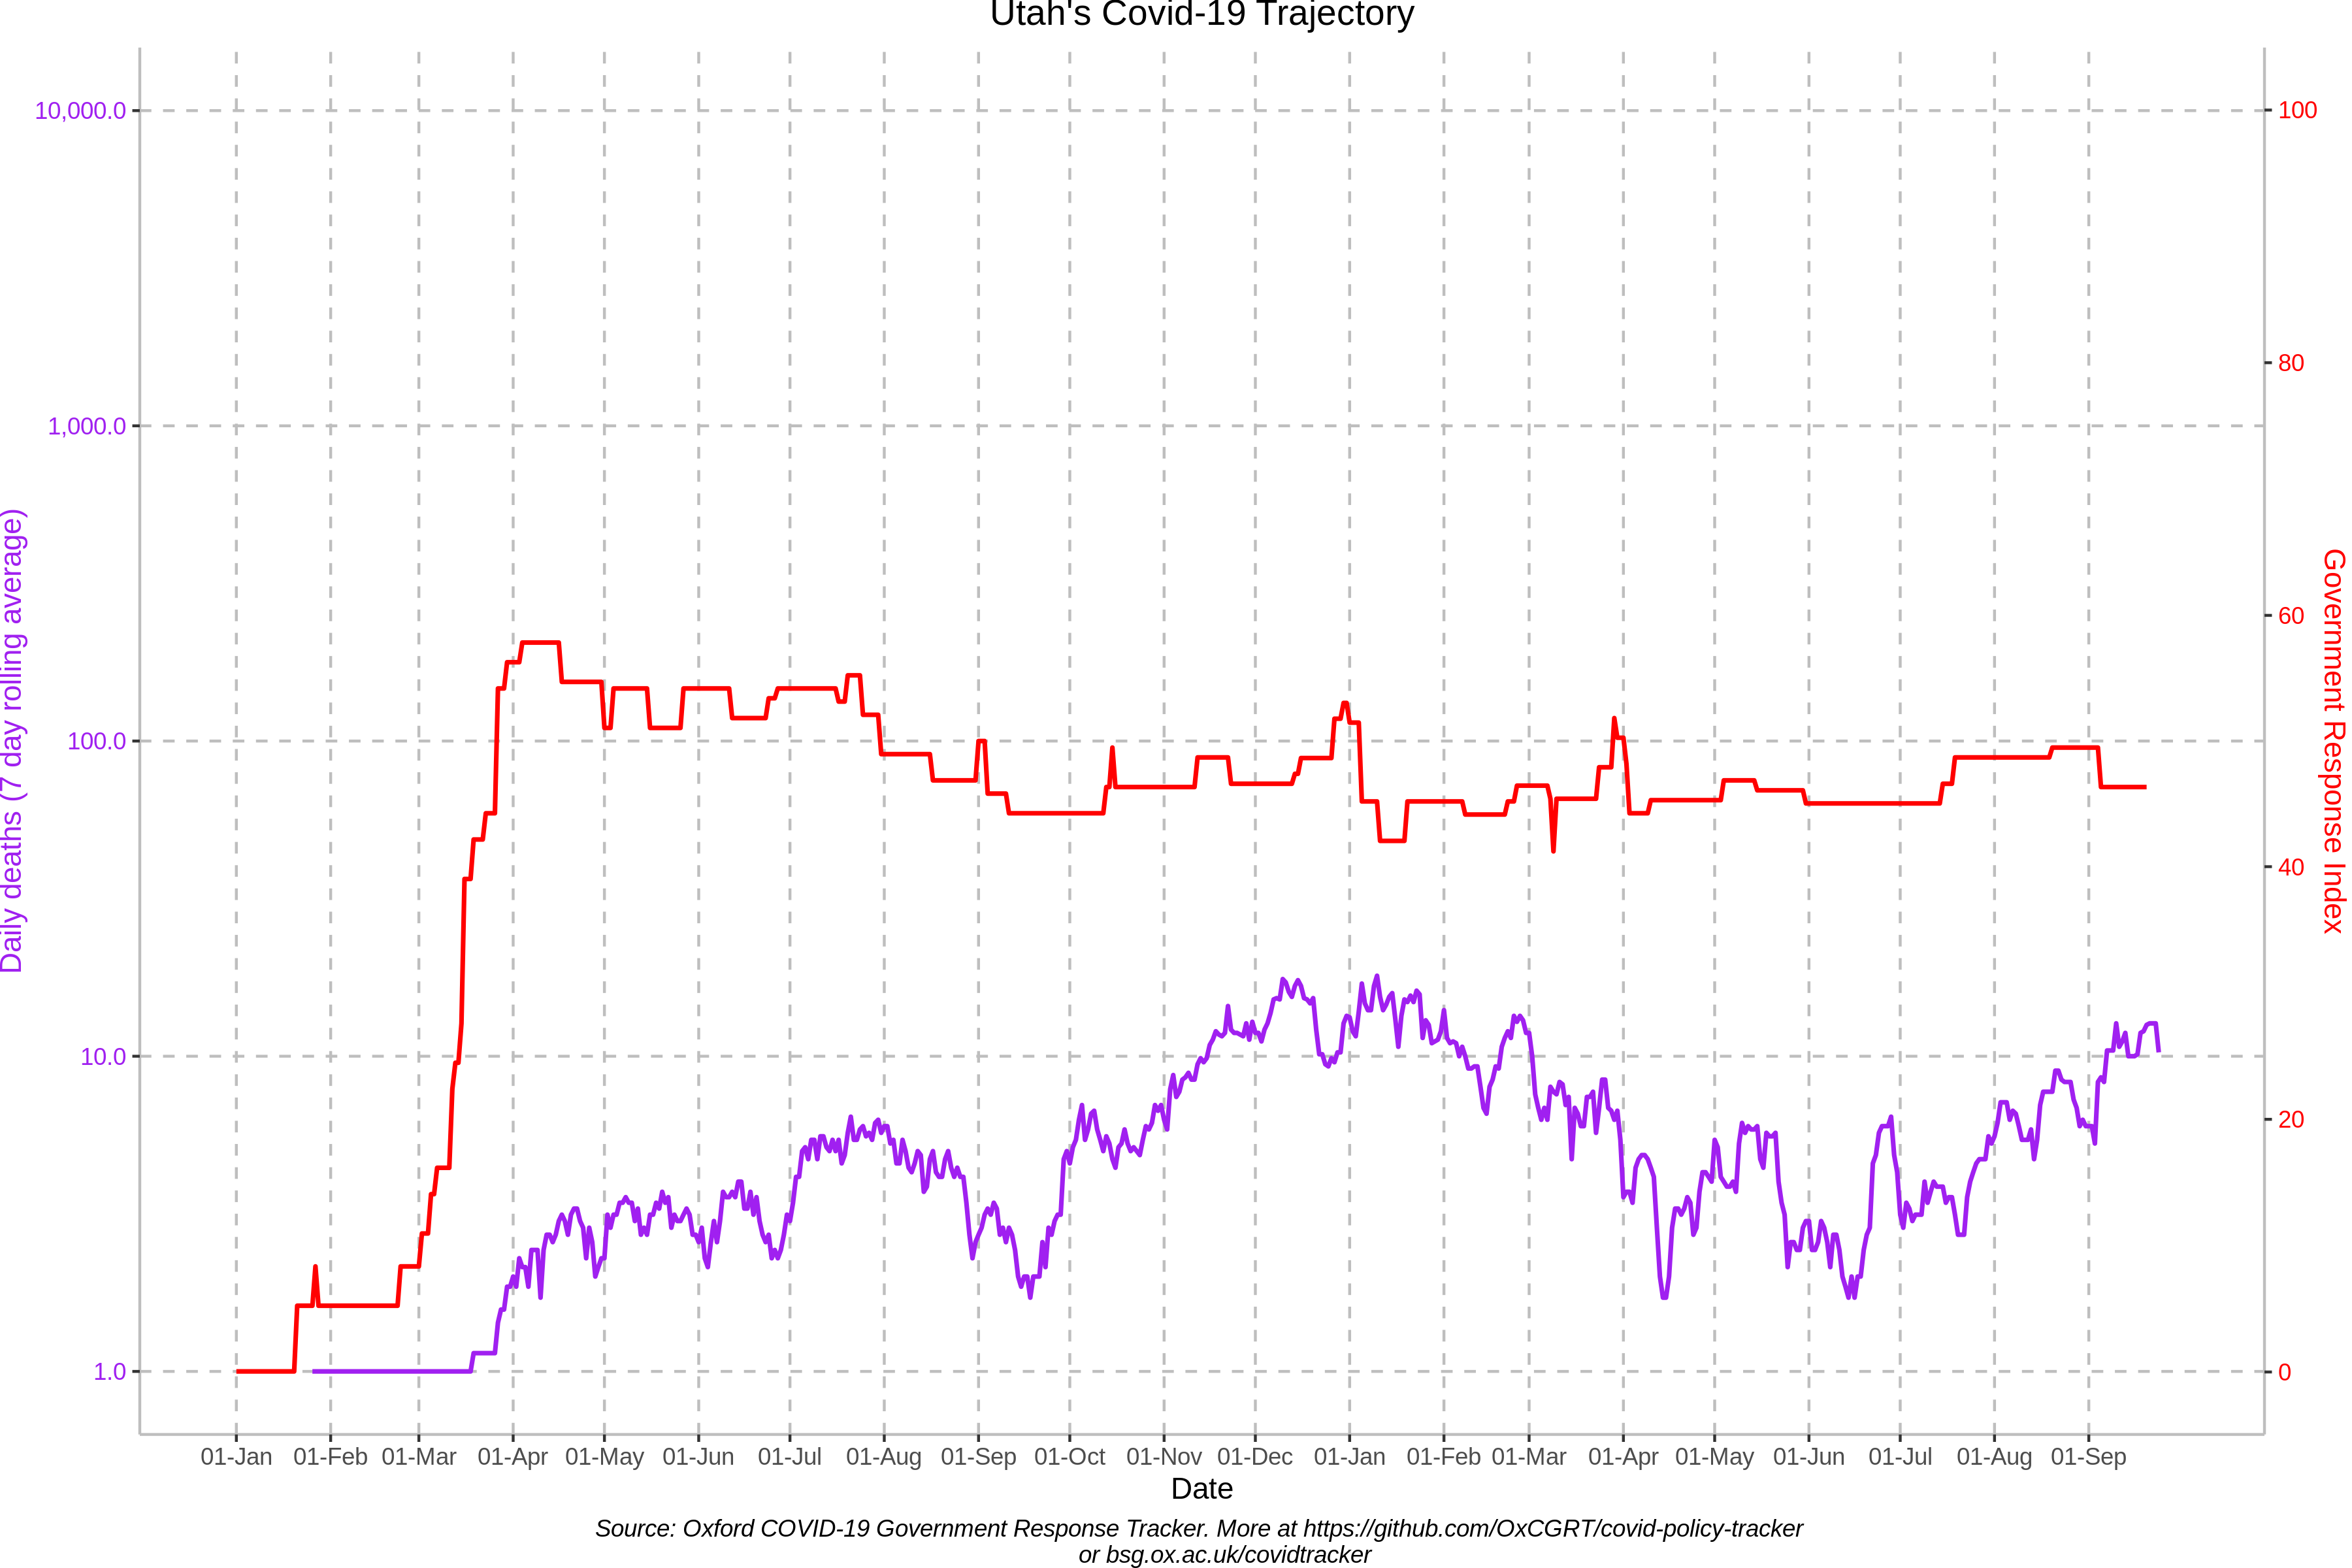 Utah's Covid-19 Trajectory
10,000.0
1,000.0
100.0
10.0
1.0
Daily deaths (7 day rolling average)
100
80
60
40
20
0
Government Response Index
01-Jan 01-Feb 01-Mar 01-Apr 01-May 01-Jun 01-Jul 01-Aug 01-Sep 01-Oct 01-Nov 01-Dec 01-Jan 01-Feb 01-Mar 01-Apr 01-May 01-Jun 01-Jul 01-Aug 01-Sep
Date
Source: Oxford COVID-19 Government Response Tracker. More at https://github.com/OxCGRT/covid-policy-tracker
or bsg.ox.ac.uk/covidtracker